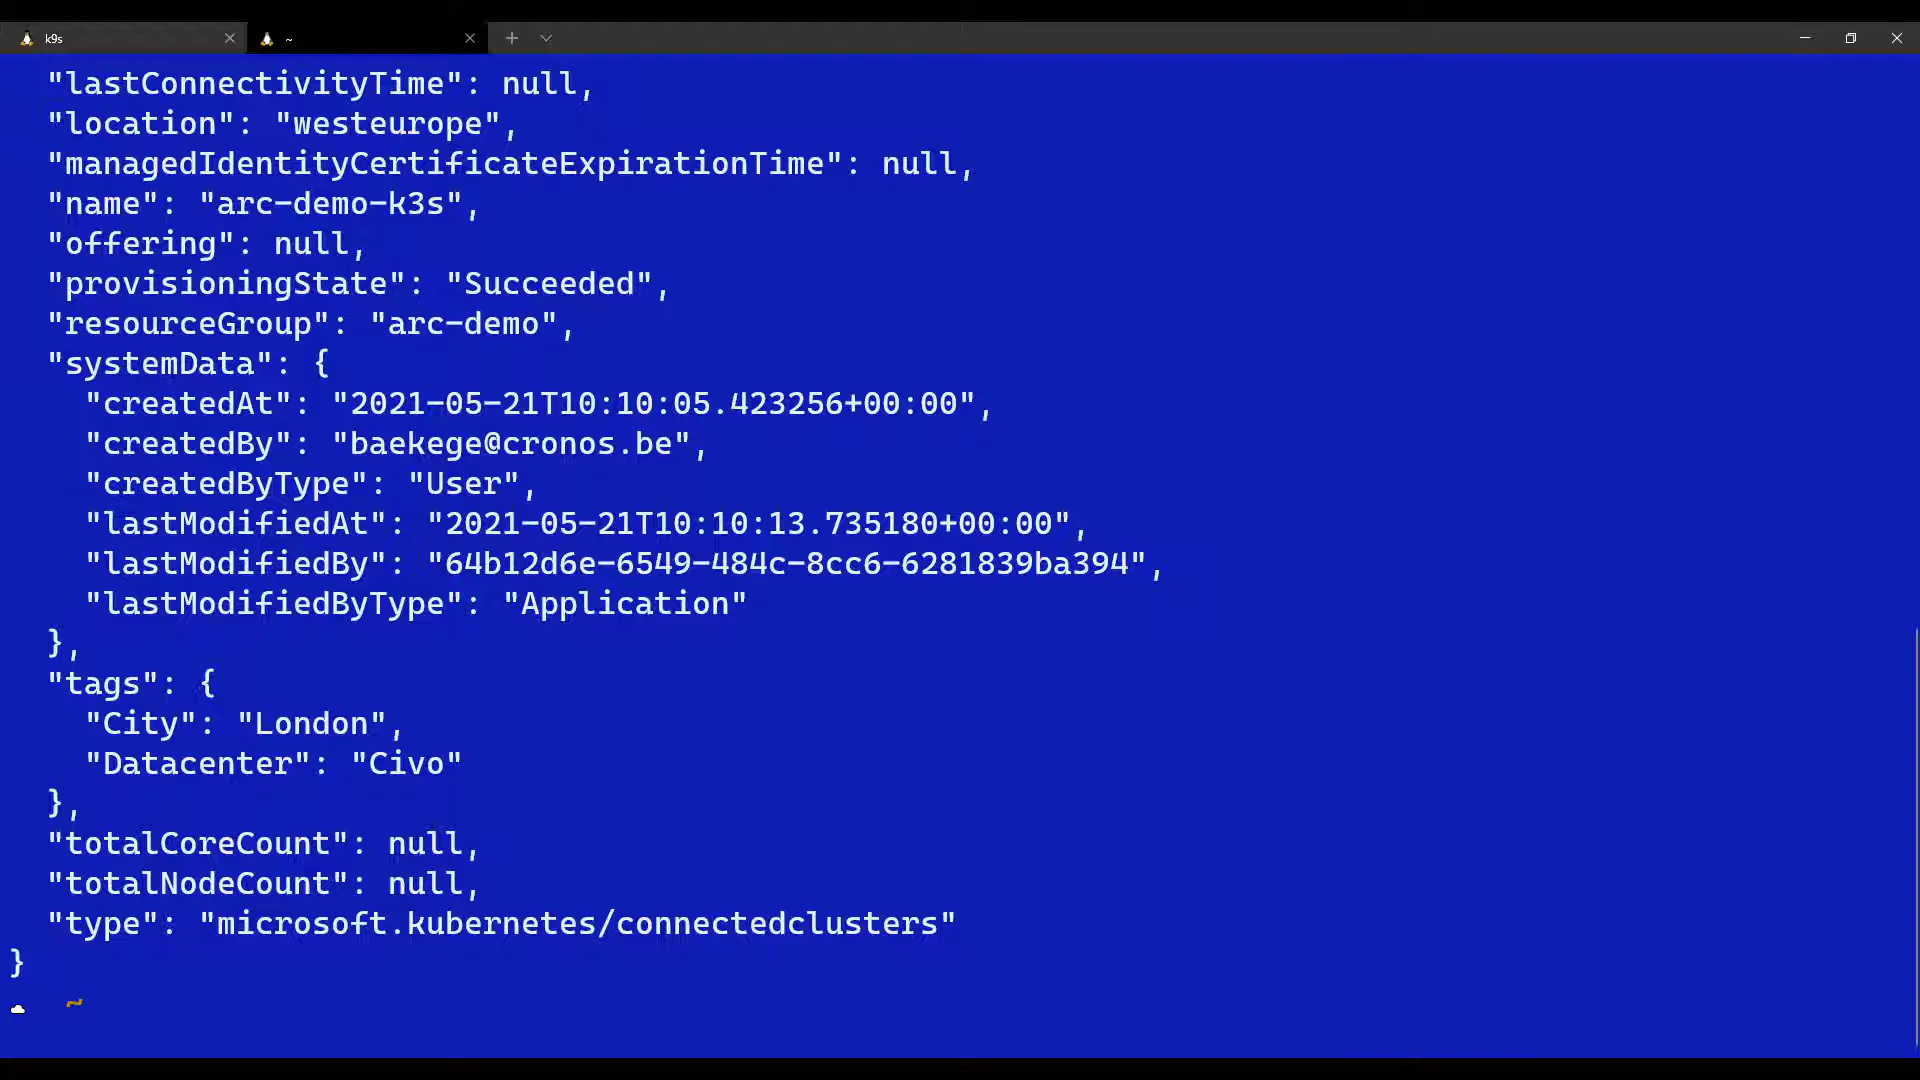 k9s
~
"lastConnectivityTime": null,
"location": "westeurope",
"managedIdentityCertificateExpirationTime": null,
"name": "arc-demo-k3s",
"offering": null,
"provisioningState": "Succeeded",
"resourceGroup": "arc-demo",
"systemData": {
"createdAt": "2021-05-21T10:10:05.423256+00:00",
"createdBy": "baekege@cronos.be",
"createdByType": "User",
"lastModifiedAt": "2021-05-21T10:10:13.735180+00:00",
"lastModifiedBy": "64b12d6e-6549-484c-8cc6-6281839ba394",
"lastModifiedByType": "Application"
},
"tags": {
"City": "London",
"Datacenter": "Civo"
},
"totalCoreCount": null,
"totalNodeCount": null,
"type": "microsoft.kubernetes/connectedclusters"
}
~